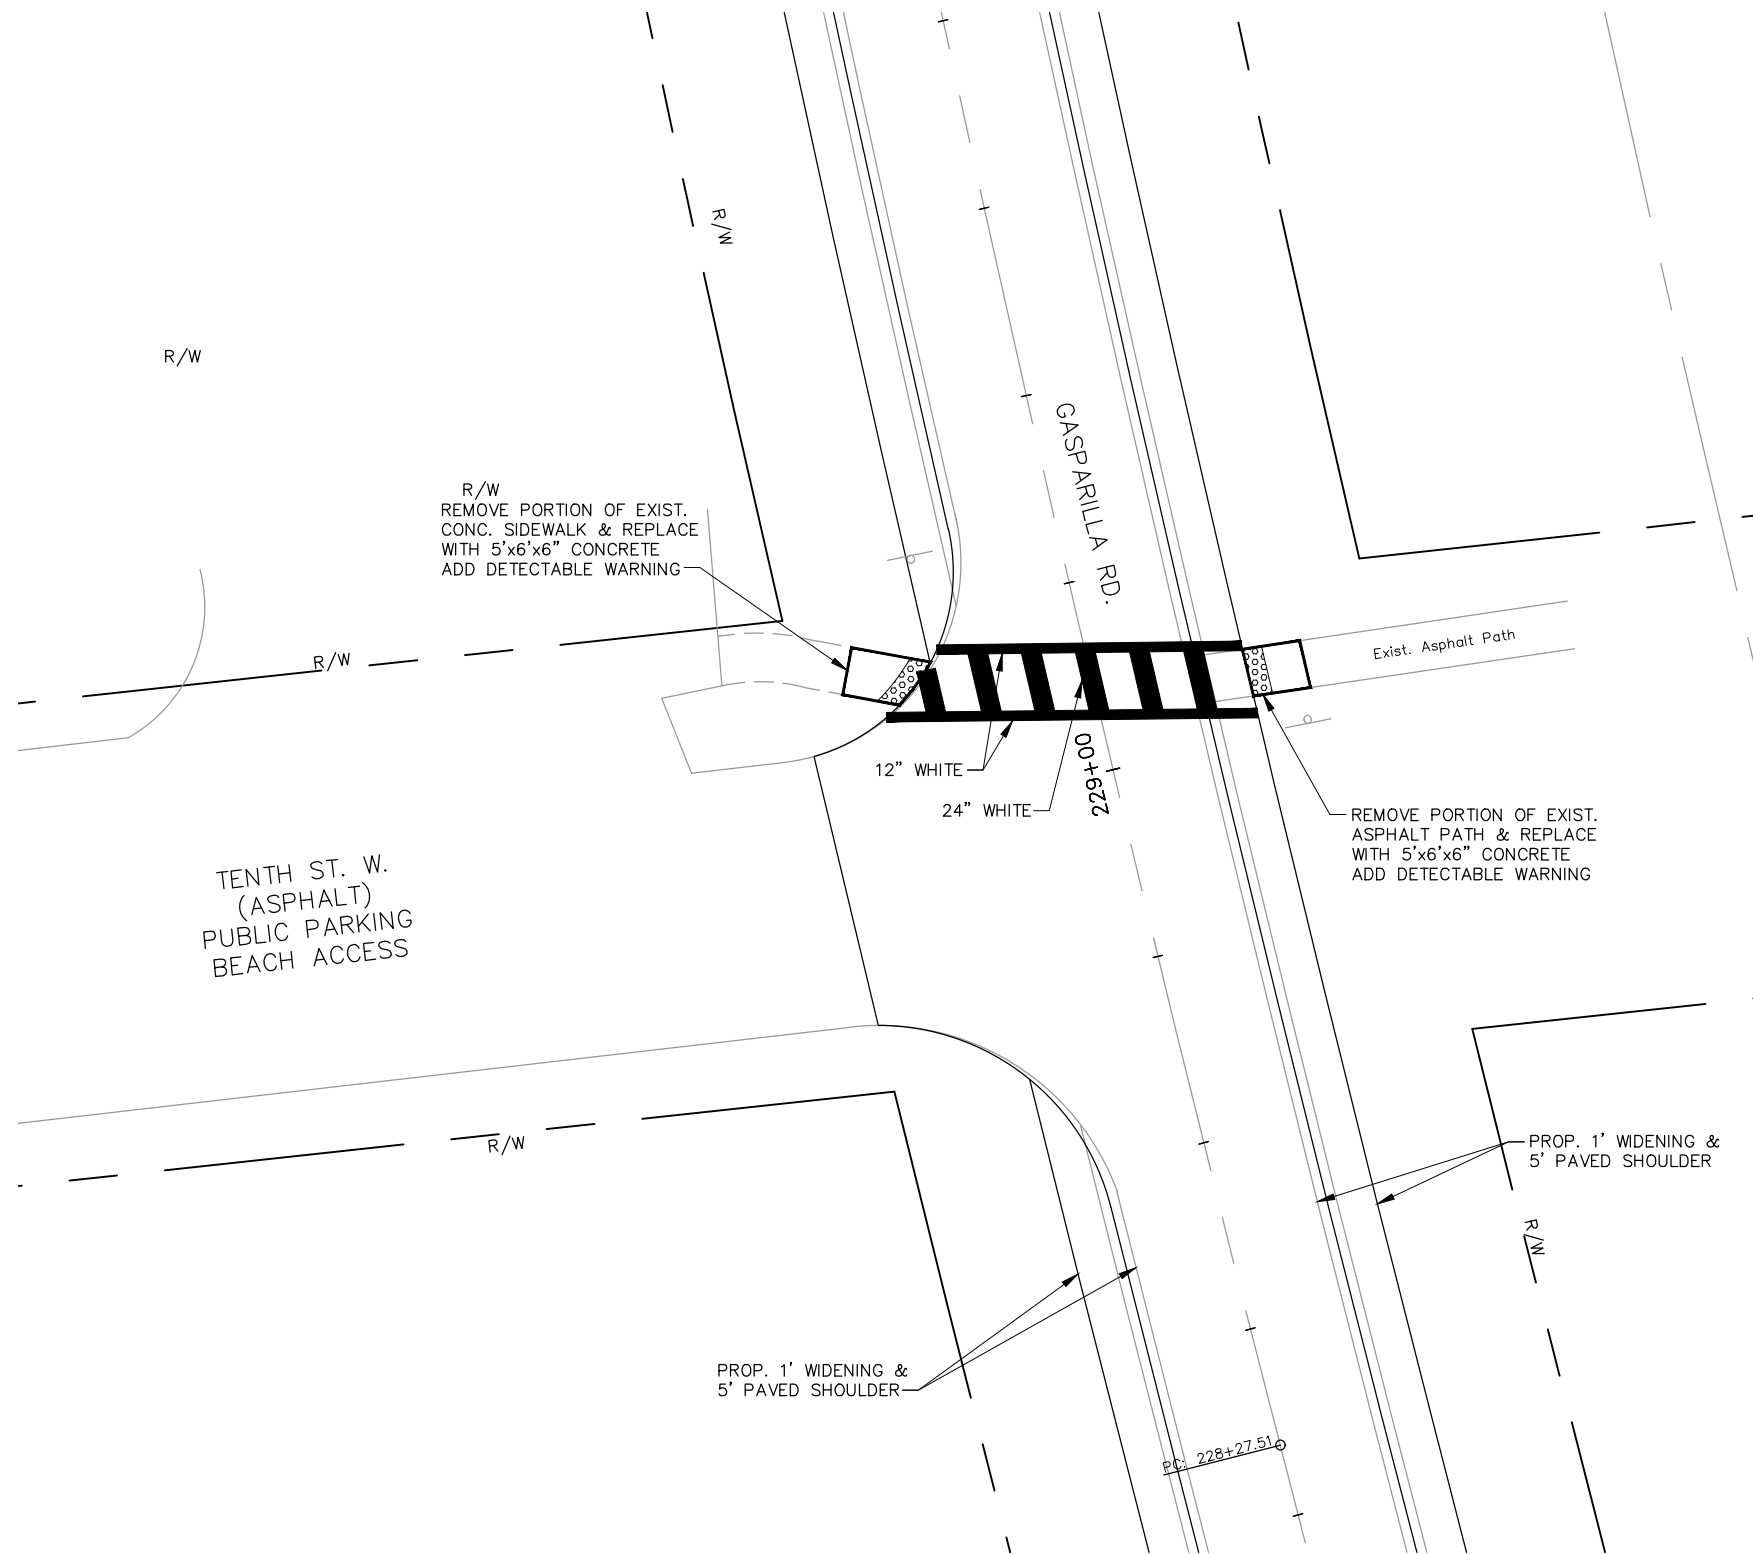 R/W
R/W
GASPARILLA RD.
R/W
REMOVE PORTION OF EXIST.
CONC. SIDEWALK & REPLACE
WITH 5'x6'x6" CONCRETE
ADD DETECTABLE WARNING
R/W
Exist. Asphalt Path
12" WHITE
24" WHITE
229+00
REMOVE PORTION OF EXIST.
ASPHALT PATH & REPLACE
WITH 5'x6'x6" CONCRETE
ADD DETECTABLE WARNING
TENTH ST. W.
(ASPHALT)
PUBLIC PARKING
BEACH ACCESS
R/W
PROP. 1' WIDENING &
5' PAVED SHOULDER
R/W
PROP. 1' WIDENING &
5' PAVED SHOULDER
PC: 228+27.51